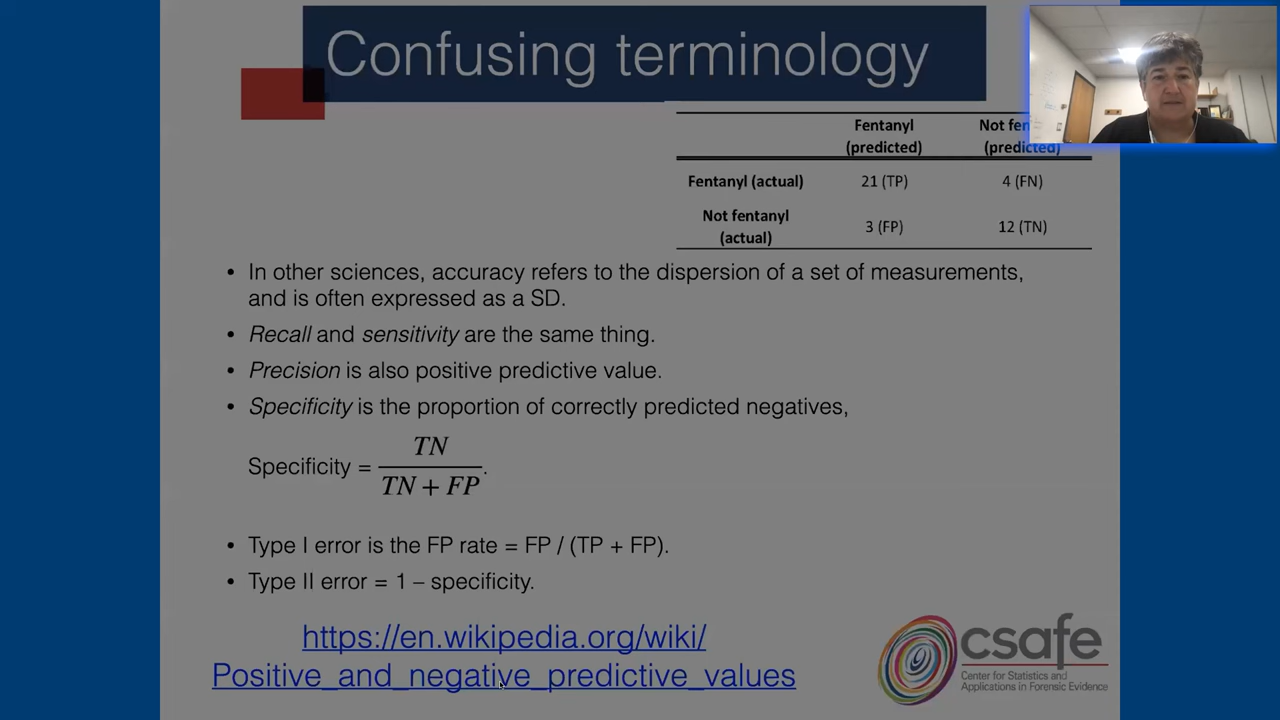 Confusing terminology
Fentanyl Not fen
(predicted) (predicted)
Fentanyl (actual) 21 (TP) 4 (FN)
Not fentanyl
(actual) 3 (FP) 12 (TN)
• In other sciences, accuracy refers to the dispersion of a set of measurements,
and is often expressed as a SD.
• Recall and sensitivity are the same thing.
• Precision is also positive predictive value.
• Specificity is the proportion of correctly predicted negatives,
Specificity = TN / TN + FP.
• Type I error is the FP rate = FP / (TP + FP).
• Type II error = 1 – specificity.
https://en.wikipedia.org/wiki/
Positive_and_negative_predictive_values
csafe
Center for Statistics and
Applications in Forensic Evidence